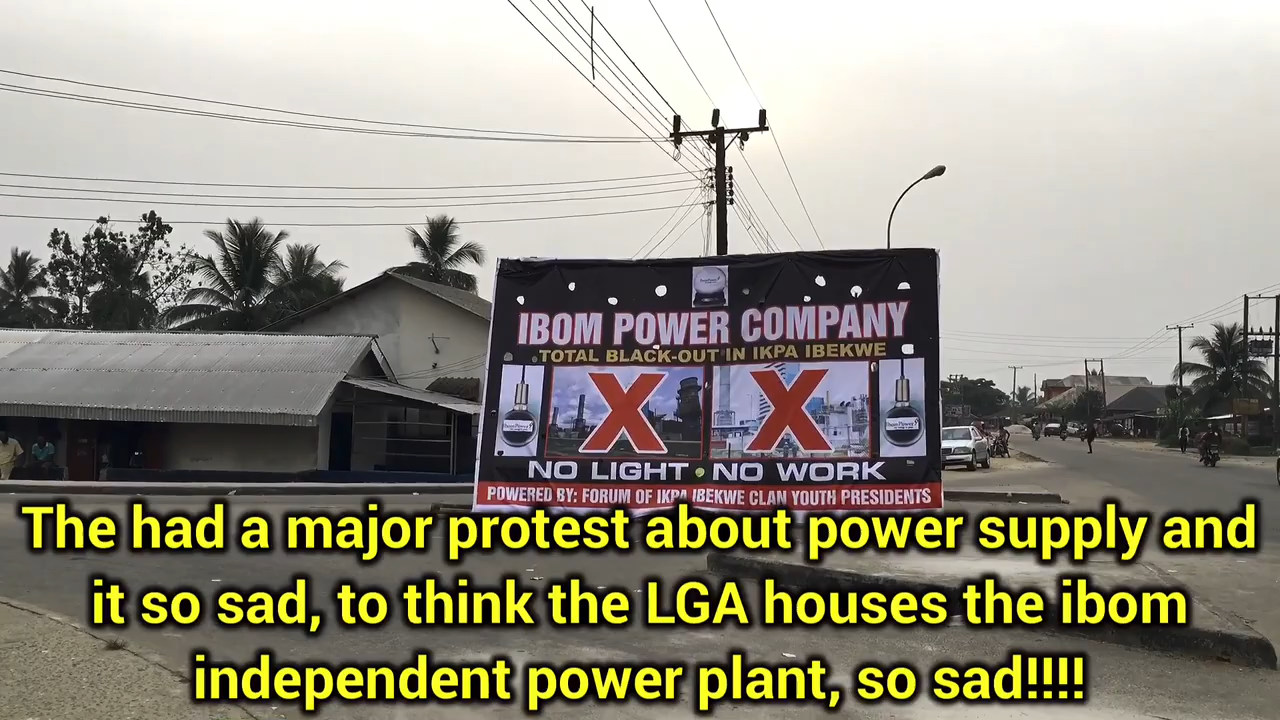 IBOM POWER COMPANY
TOTAL BLACK-OUT IN IKPA IBEKWE
X X
NO LIGHT • NO WORK
POWERED BY: FORUM OF IKPA IBEKWE CLAN YOUTH PRESIDENTS
The had a major protest about power supply and
it so sad, to think the LGA houses the ibom
independent power plant, so sad!!!!